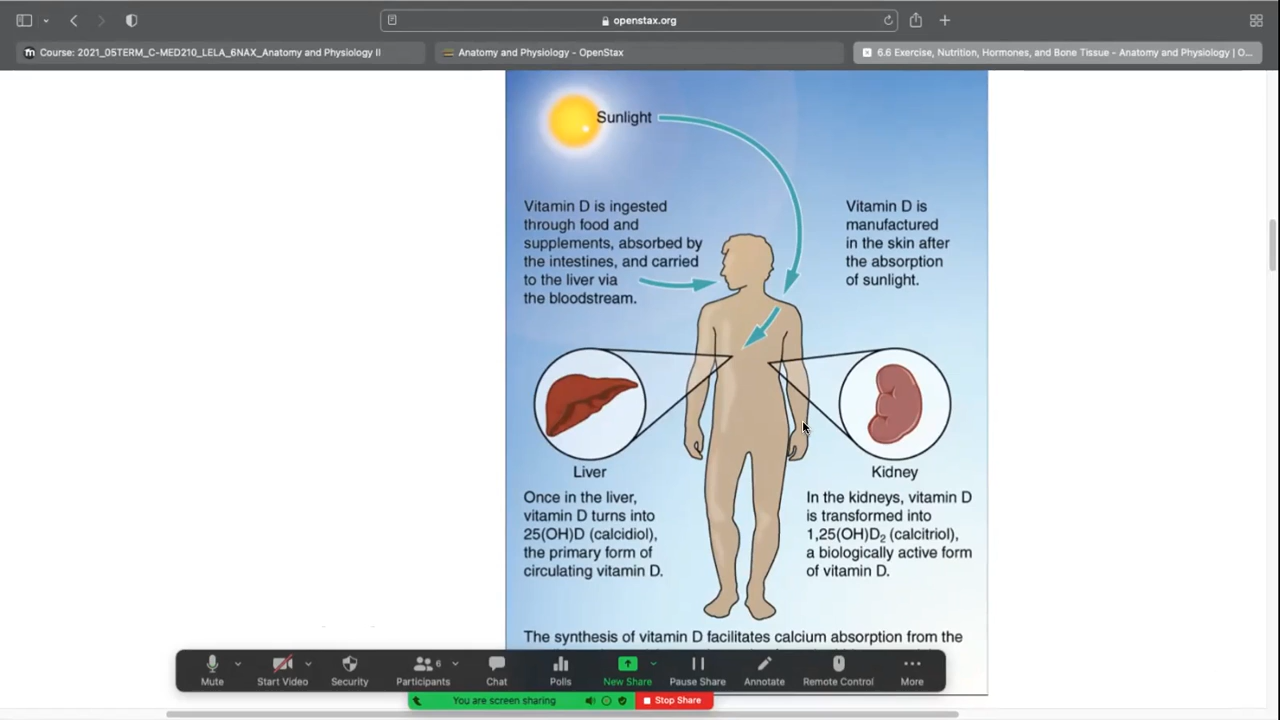 openstax.org
Course: 2021_05TERM_C-MED210_LELA_6NAX_Anatomy and Physiology II
Anatomy and Physiology - OpenStax
6.6 Exercise, Nutrition, Hormones, and Bone Tissue - Anatomy and Physiology | O...
Sunlight
Vitamin D is ingested
through food and
supplements, absorbed by
the intestines, and carried
to the liver via
the bloodstream.
Vitamin D is
manufactured
in the skin after
the absorption
of sunlight.
Liver
Once in the liver,
vitamin D turns into
25(OH)D (calcidiol),
the primary form of
circulating vitamin D.
Kidney
In the kidneys, vitamin D
is transformed into
1,25(OH)D₂ (calcitriol),
a biologically active form
of vitamin D.
The synthesis of vitamin D facilitates calcium absorption from the
Mute
Start Video
Security
Participants
6
Chat
Polls
New Share
Pause Share
Annotate
Remote Control
More
You are screen sharing
Stop Share